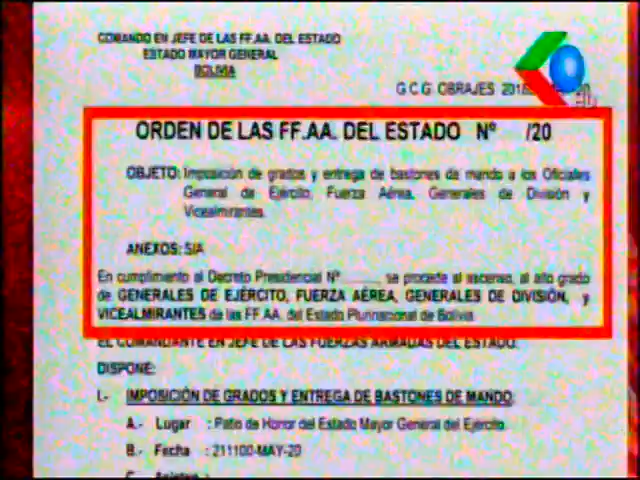 COMANDO EN JEFE DE LAS FF.AA. DEL ESTADO
ESTADO MAYOR GENERAL
BOLIVIA
G.C.G. OBRAJES
ORDEN DE LAS FF.AA. DEL ESTADO Nº /20
OBJETO: Imposición de grados y entrega de bastones de mando a los Oficiales
General de Ejército, Fuerza Aérea, Generales de División y
Vicealmirantes.
ANEXOS: S/A
En cumplimiento al Decreto Presidencial Nº ____, se procede al ascenso, al alto grado
de GENERALES DE EJÉRCITO, FUERZA AÉREA, GENERALES DE DIVISIÓN, y
VICEALMIRANTES de las FF.AA. del Estado Plurinacional de Bolivia.
EL COMANDANTE EN JEFE DE LAS FUERZAS ARMADAS DEL ESTADO:
DISPONE:
I.- IMPOSICIÓN DE GRADOS Y ENTREGA DE BASTONES DE MANDO:
A.- Lugar : Patio de Honor del Estado Mayor General del Ejército.
B.- Fecha : 211100-MAY-20